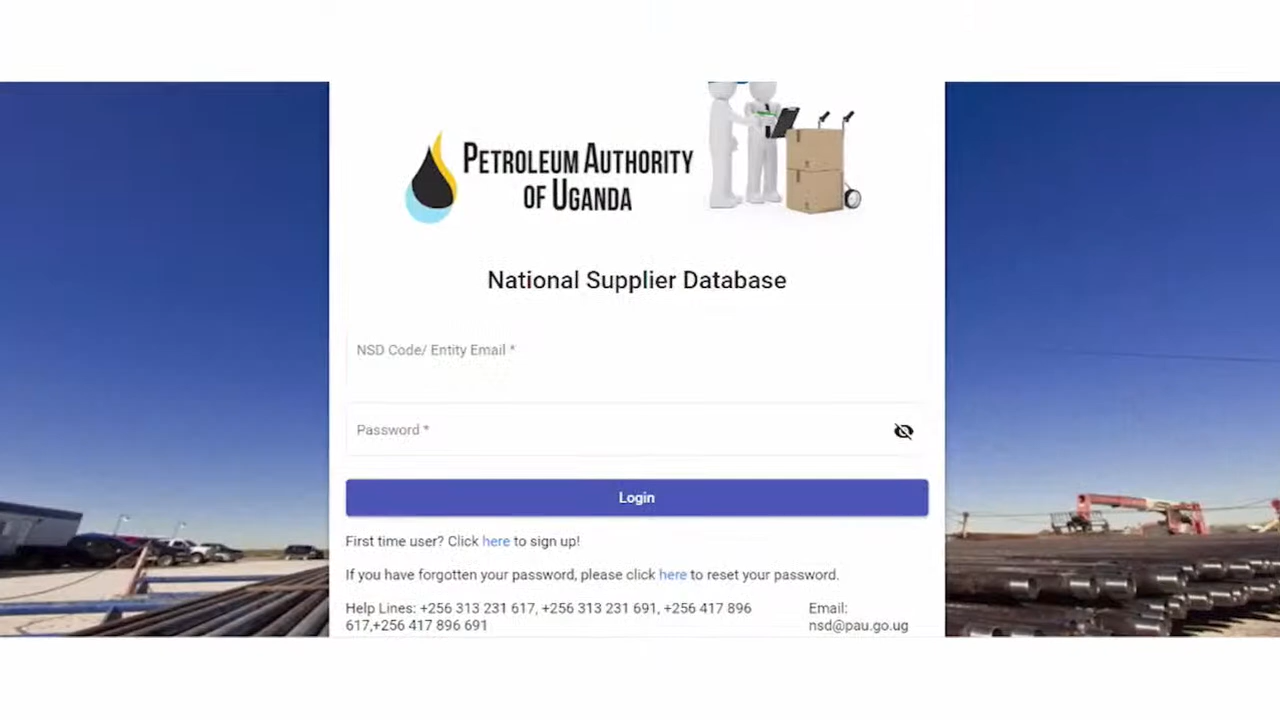 PETROLEUM AUTHORITY
OF UGANDA
National Supplier Database
NSD Code/ Entity Email *
Password *
Login
First time user? Click here to sign up!
If you have forgotten your password, please click here to reset your password.
Help Lines: +256 313 231 617, +256 313 231 691, +256 417 896
617,+256 417 896 691
Email:
nsd@pau.go.ug